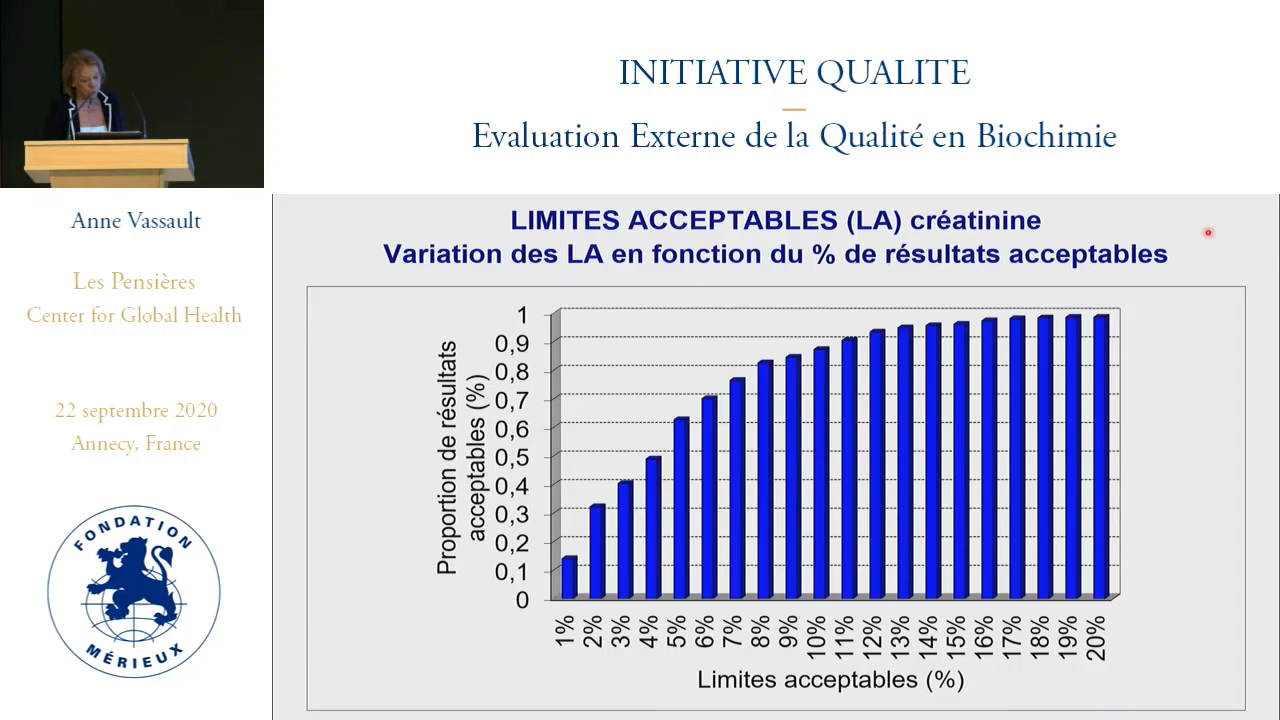 INITIATIVE QUALITE
Evaluation Externe de la Qualité en Biochimie
Anne Vassault
Les Pensières
Center for Global Health
22 septembre 2020
Annecy, France
FONDATION
MÉRIEUX
LIMITES ACCEPTABLES (LA) créatinine
Variation des LA en fonction du % de résultats acceptables
Proportion de résultats
acceptables (%)
1
0,9
0,8
0,7
0,6
0,5
0,4
0,3
0,2
0,1
0
1% 2% 3% 4% 5% 6% 7% 8% 9% 10% 11% 12% 13% 14% 15% 16% 17% 18% 19% 20%
Limites acceptables (%)